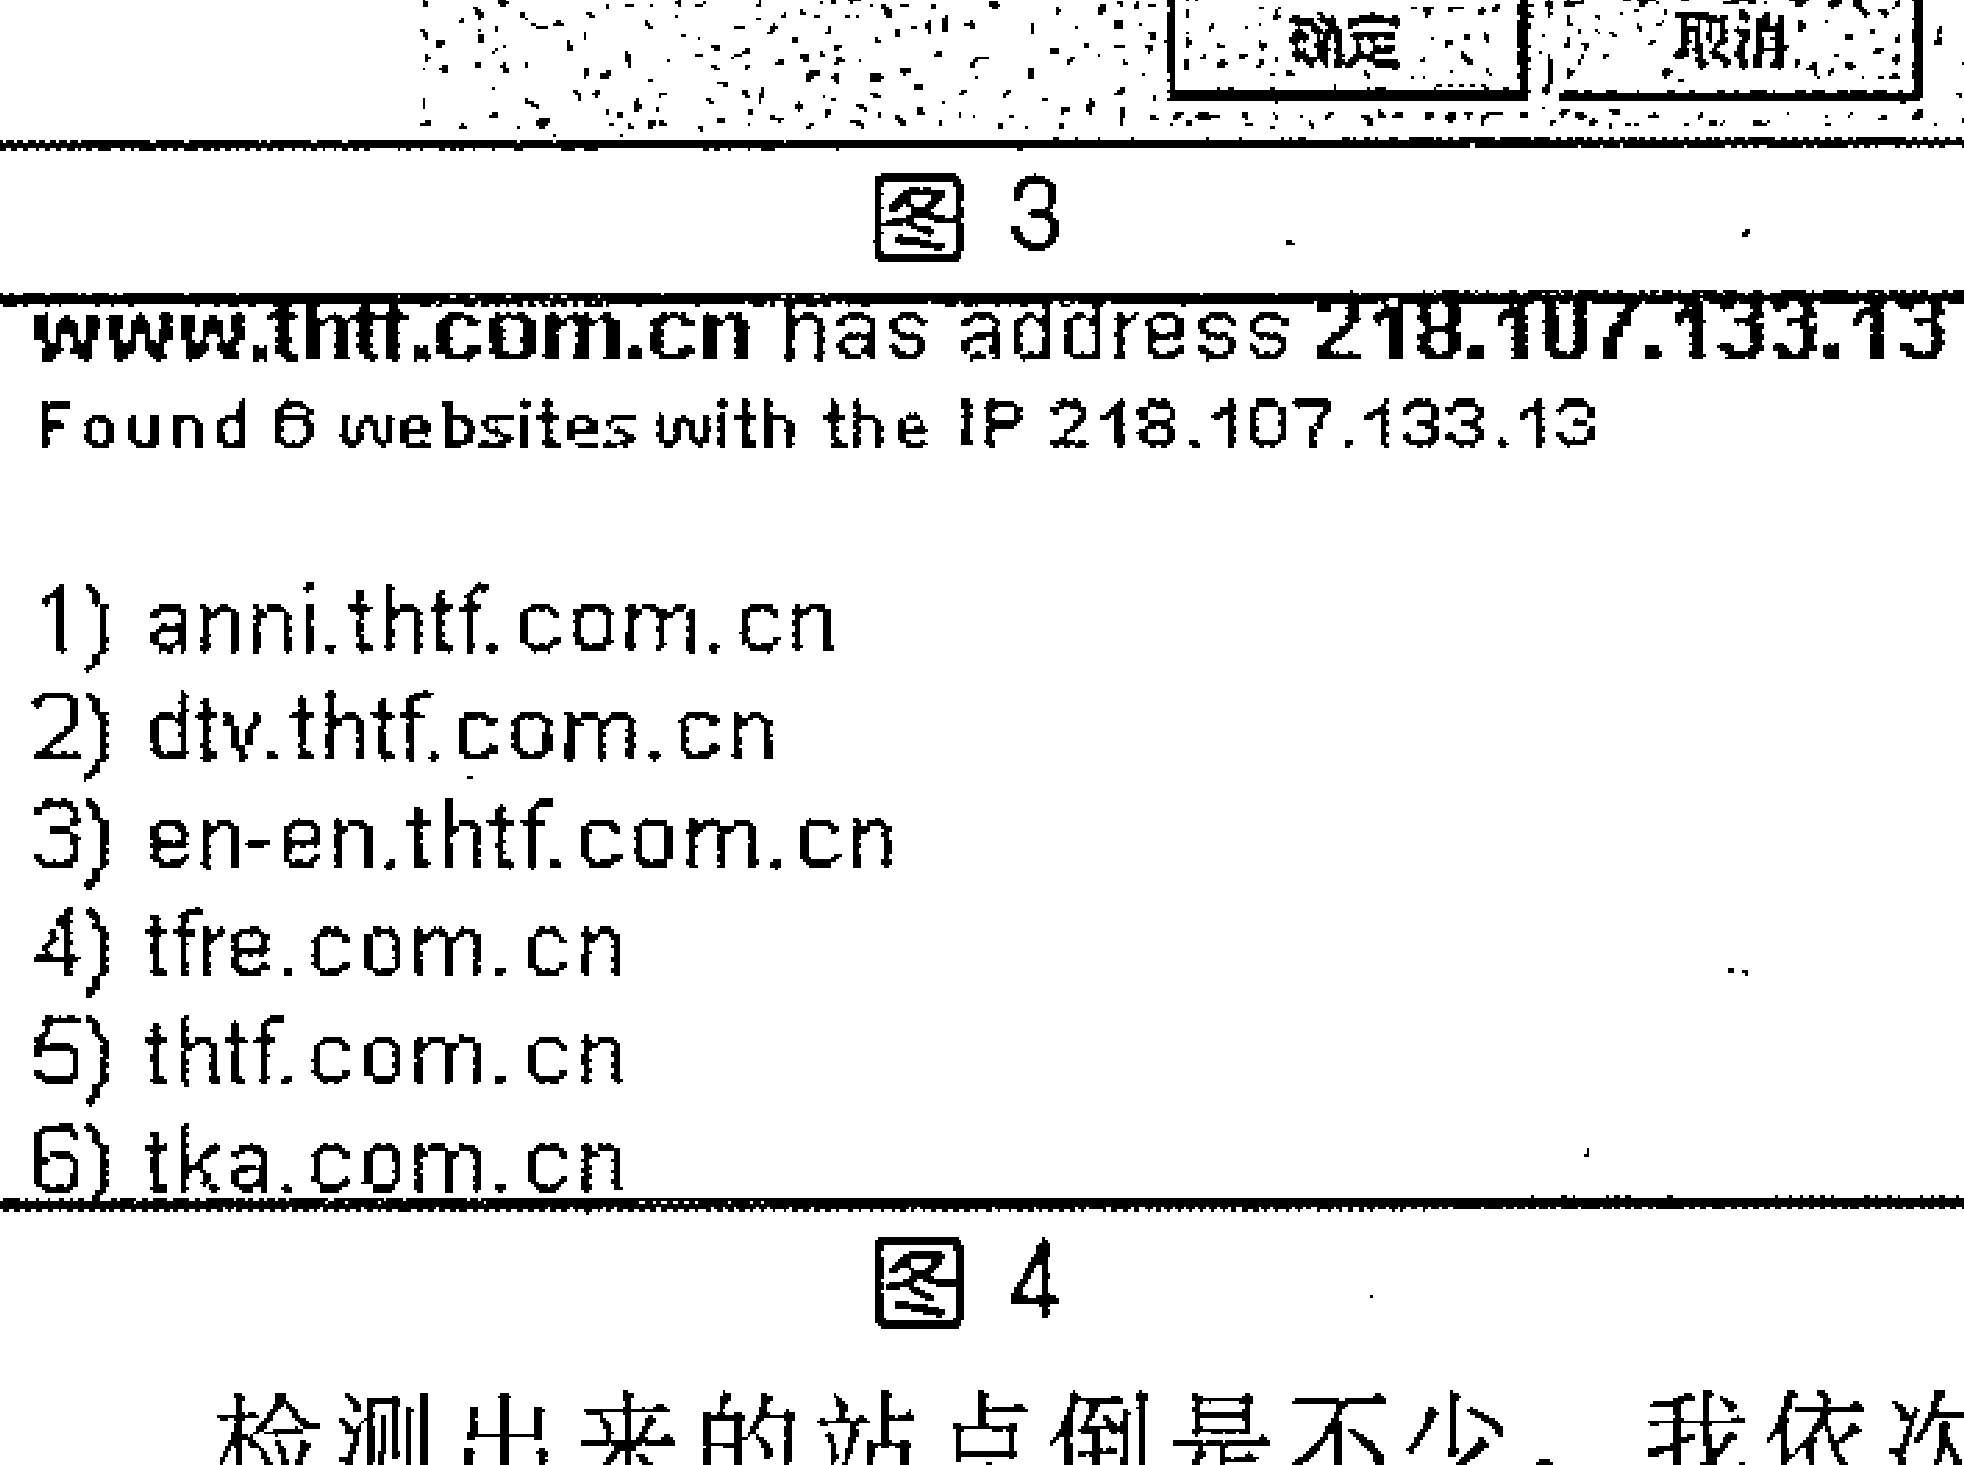 确定 取消
图 3
www.thtf.com.cn has address 218.107.133.13
Found 6 websites with the IP 218.107.133.13
1) anni.thtf.com.cn
2) dtv.thtf.com.cn
3) en-en.thtf.com.cn
4) tfre.com.cn
5) thtf.com.cn
6) tka.com.cn
图 4
检测出来的站点倒是不少。我依次